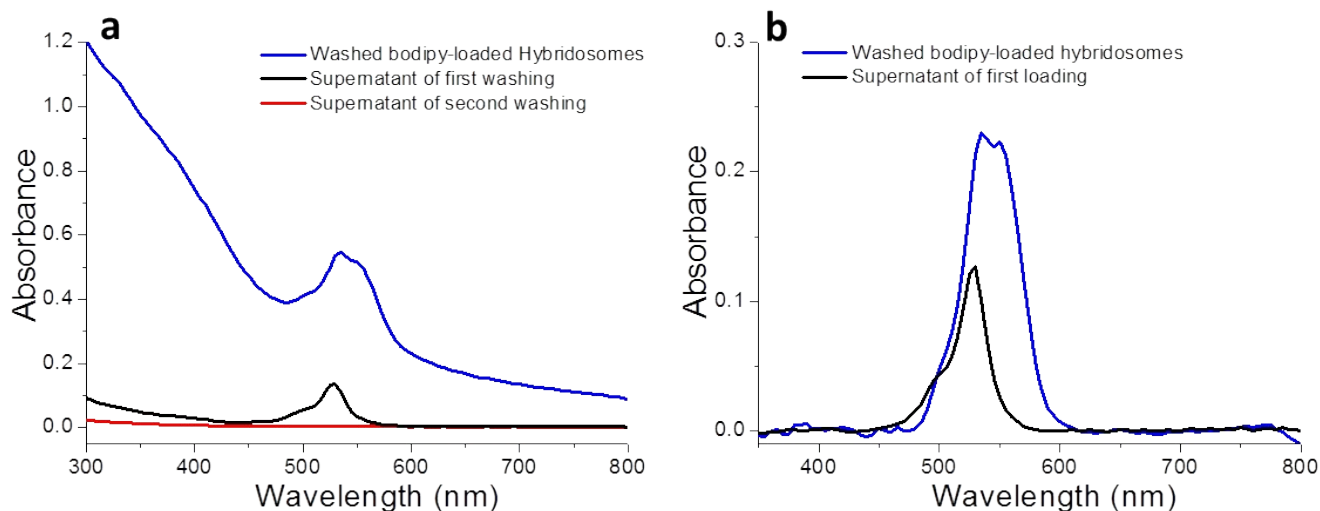 a
Washed bodipy-loaded Hybridosomes
Supernatant of first washing
Supernatant of second washing
1.2
1.0
0.8
0.6
0.4
0.2
0.0
Absorbance
300 400 500 600 700 800
Wavelength (nm)
b
Washed bodipy-loaded hybridosomes
Supernatant of first loading
0.3
0.2
0.1
0.0
Absorbance
400 500 600 700 800
Wavelength (nm)